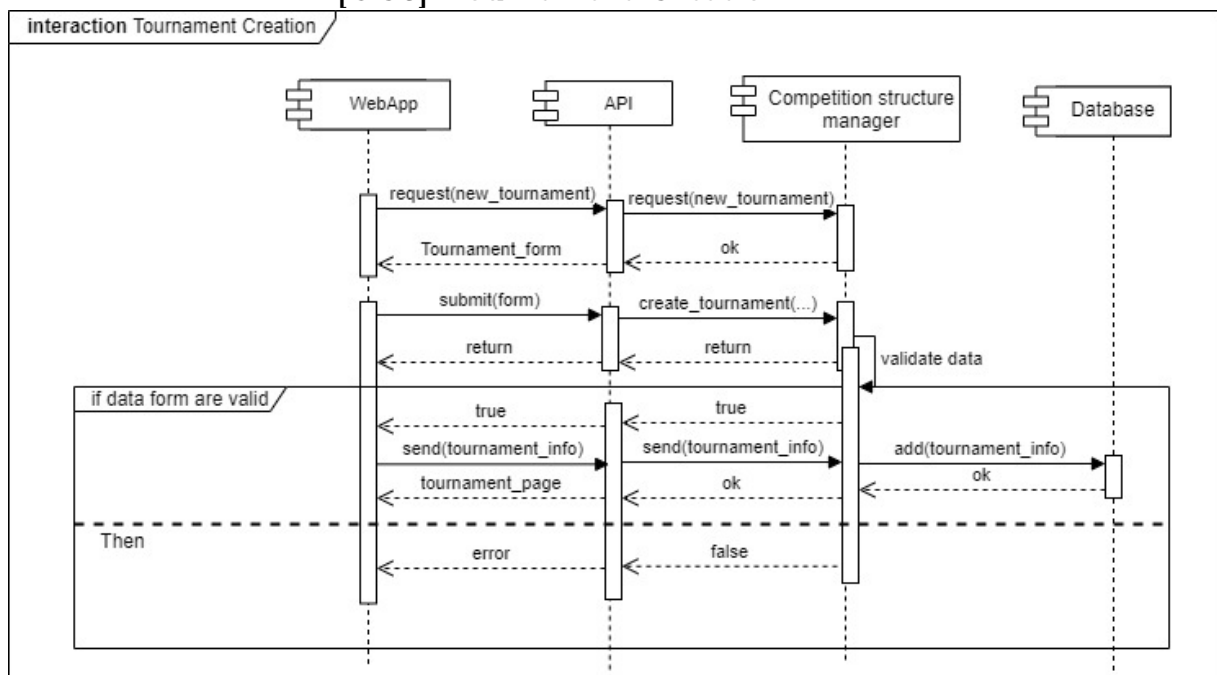 interaction Tournament Creation
WebApp
API
Competition structure
manager
Database
request(new_tournament)
request(new_tournament)
Tournament_form
ok
submit(form)
create_tournament(...)
return
return
validate data
if data form are valid
true
true
send(tournament_info)
send(tournament_info)
add(tournament_info)
tournament_page
ok
ok
Then
error
false